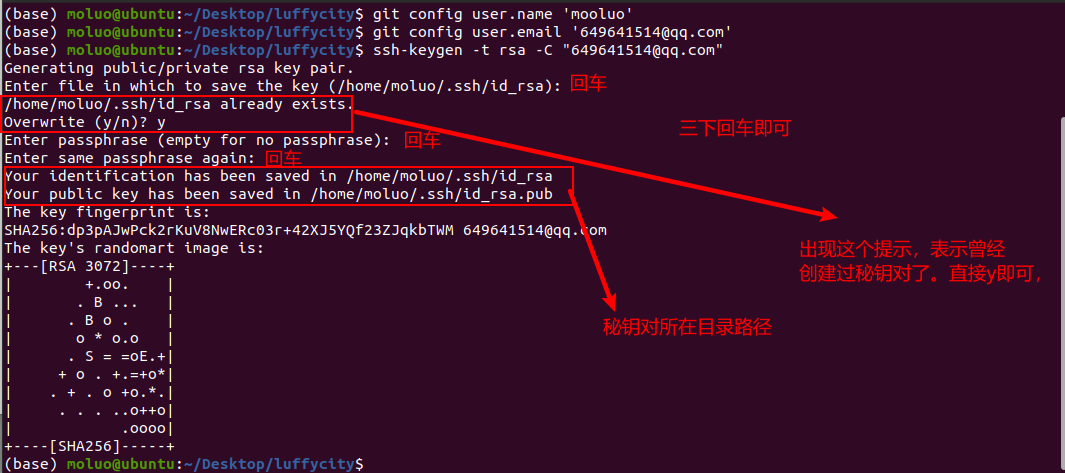 (base) moluo@ubuntu:~/Desktop/luffycity$ git config user.name 'mooluo'
(base) moluo@ubuntu:~/Desktop/luffycity$ git config user.email '649641514@qq.com'
(base) moluo@ubuntu:~/Desktop/luffycity$ ssh-keygen -t rsa -C "649641514@qq.com"
Generating public/private rsa key pair.
Enter file in which to save the key (/home/moluo/.ssh/id_rsa): 回车
/home/moluo/.ssh/id_rsa already exists.
Overwrite (y/n)? y
三下回车即可
Enter passphrase (empty for no passphrase): 回车
Enter same passphrase again: 回车
Your identification has been saved in /home/moluo/.ssh/id_rsa
Your public key has been saved in /home/moluo/.ssh/id_rsa.pub
The key fingerprint is:
SHA256:dp3pAJwPck2rKuV8NwERc03r+42XJ5YQf23ZJqkbTWM 649641514@qq.com
出现这个提示，表示曾经
创建过秘钥对了。直接y即可，
The key's randomart image is:
+---[RSA 3072]----+
|        +.oo.    |
|       . B ...   |
|      . B o .    |
|       o * o.o   |
|      . S = =oE.+|
|     + o . +.=+o*|
|    . + . o +o.*.|
|     . . . ..o++o|
|            .oooo|
+----[SHA256]-----+
秘钥对所在目录路径
(base) moluo@ubuntu:~/Desktop/luffycity$